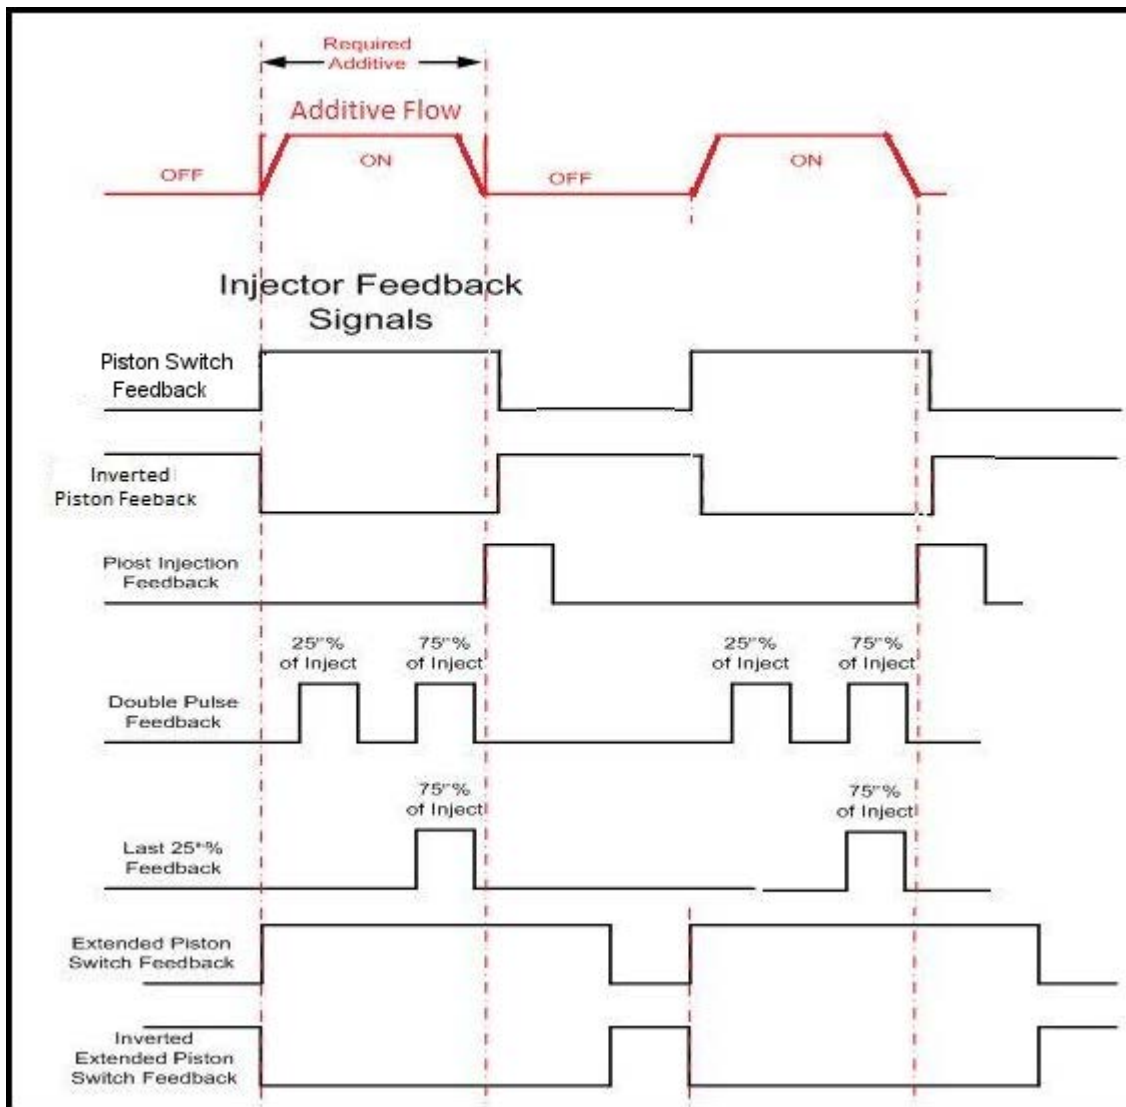 Required
Additive
Additive Flow
OFF
ON
OFF
ON
Injector Feedback
Signals
Piston Switch
Feedback
Inverted
Piston Feeback
Piost Injection
Feedback
25"%
of Inject
75"%
of Inject
25"%
of Inject
75"%
of Inject
Double Pulse
Feedback
75"%
of Inject
75"%
of Inject
Last 25"%
Feedback
Extended Piston
Switch Feedback
Inverted
Extended Piston
Switch Feedback